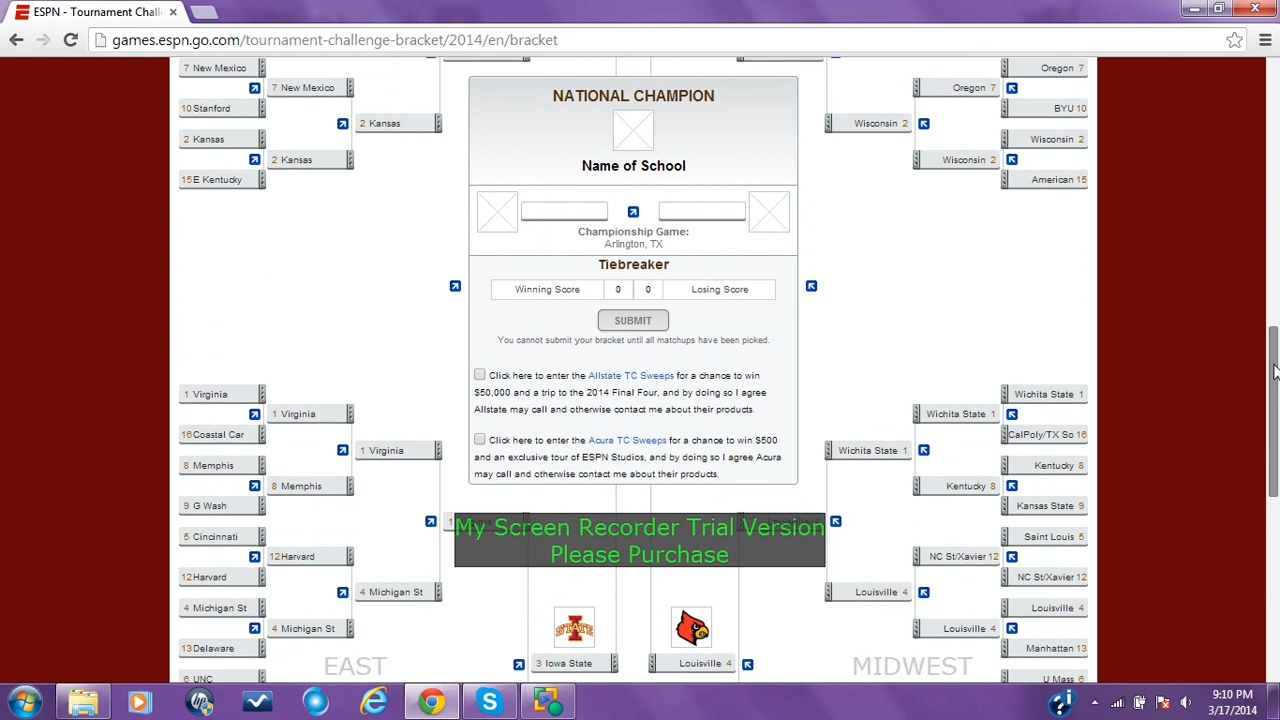 ESPN - Tournament Chall
games.espn.go.com/tournament-challenge-bracket/2014/en/bracket
7 New Mexico
7 New Mexico
10 Stanford
2 Kansas
2 Kansas
2 Kansas
15 E Kentucky
NATIONAL CHAMPION
Name of School
Championship Game:
Arlington, TX
Tiebreaker
Winning Score 0 0 Losing Score
SUBMIT
You cannot submit your bracket until all matchups have been picked.
Click here to enter the Allstate TC Sweeps for a chance to win
$50,000 and a trip to the 2014 Final Four, and by doing so I agree
Allstate may call and otherwise contact me about their products.
Click here to enter the Acura TC Sweeps for a chance to win $500
and an exclusive tour of ESPN Studios, and by doing so I agree Acura
may call and otherwise contact me about their products.
Oregon 7
Oregon 7
BYU 10
Wisconsin 2
Wisconsin 2
Wisconsin 2
American 15
1 Virginia
1 Virginia
16 Coastal Car
1 Virginia
8 Memphis
8 Memphis
9 G Wash
5 Cincinnati
12 Harvard
12 Harvard
4 Michigan St
4 Michigan St
4 Michigan St
13 Delaware
6 UNC
EAST
My Screen Recorder Trial Version
Please Purchase
3 Iowa State
Louisville 4
Wichita State 1
Wichita State 1
CalPoly/TX So 16
Wichita State 1
Kentucky 8
Kentucky 8
Kansas State 9
Saint Louis 5
NC St/Xavier 12
NC St/Xavier 12
Louisville 4
Louisville 4
Louisville 4
Manhattan 13
U Mass 6
MIDWEST
9:10 PM
3/17/2014